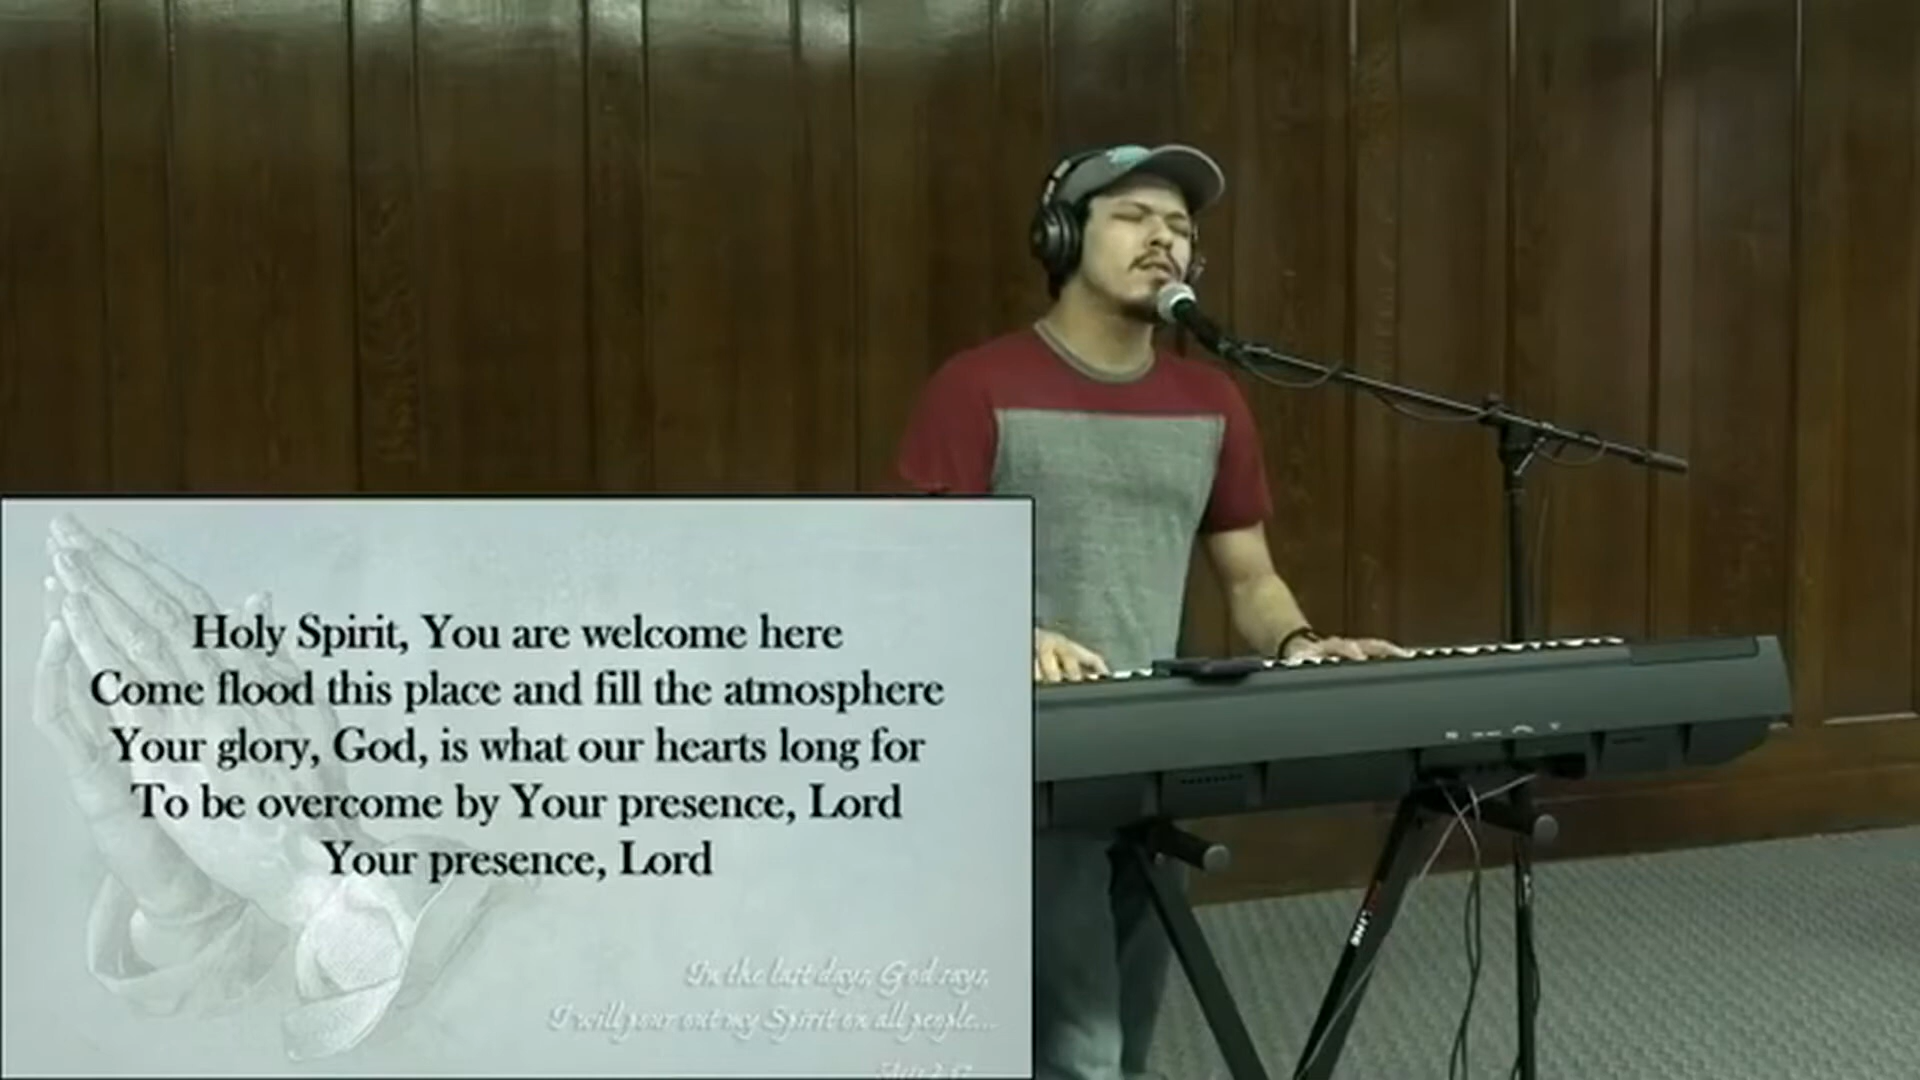 Holy Spirit, You are welcome here
Come flood this place and fill the atmosphere
Your glory, God, is what our hearts long for
To be overcome by Your presence, Lord
Your presence, Lord
In the last days, God says,
I will pour out my Spirit on all people...